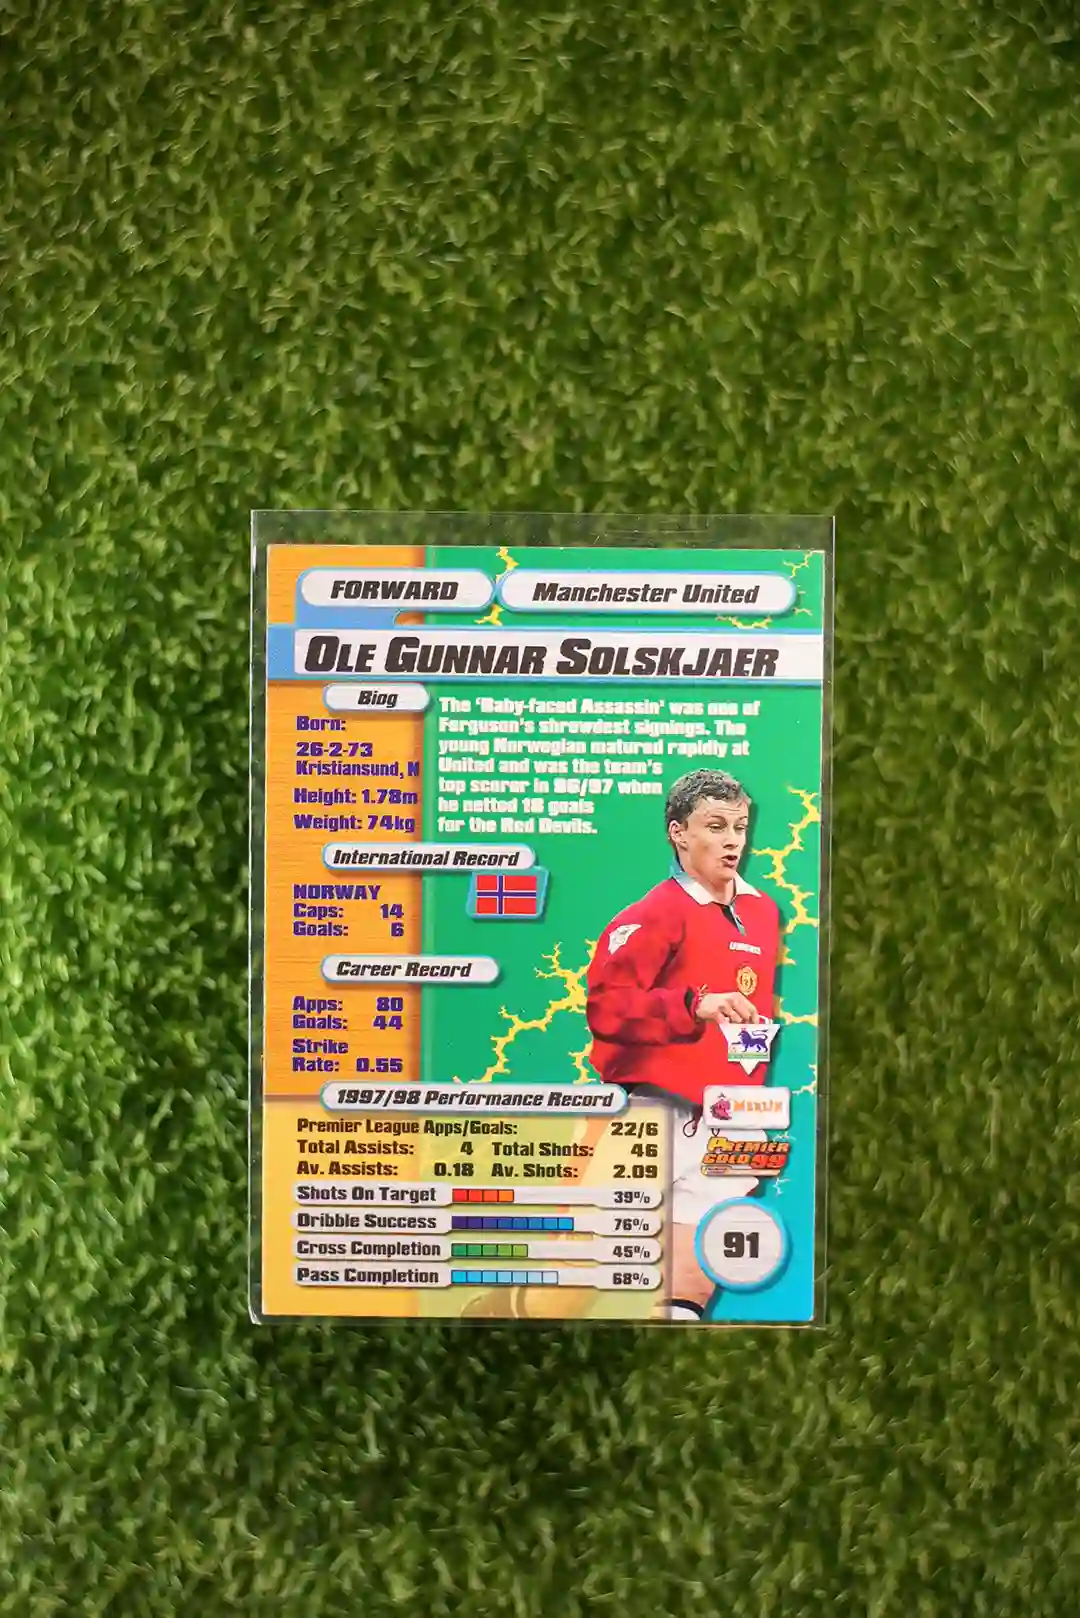 FORWARD
Manchester United
OLE GUNNAR SOLSKJAER
Biog
Born:
26-2-73
Kristiansund, N
Height: 1.78m
Weight: 74kg
The 'Baby-faced Assassin' was one of
Ferguson's shrewdest signings. The
young Norwegian matured rapidly at
United and was the team's
top scorer in 96/97 when
he netted 18 goals
for the Red Devils.
International Record
NORWAY
Caps: 14
Goals: 6
Career Record
Apps: 80
Goals: 44
Strike
Rate: 0.55
1997/98 Performance Record
Premier League Apps/Goals: 22/6
Total Assists: 4 Total Shots: 46
Av. Assists: 0.18 Av. Shots: 2.09
Shots On Target 39%
Dribble Success 76%
Cross Completion 45%
Pass Completion 68%
UMBRO
MERLIN
PREMIER
GOLD 99
91